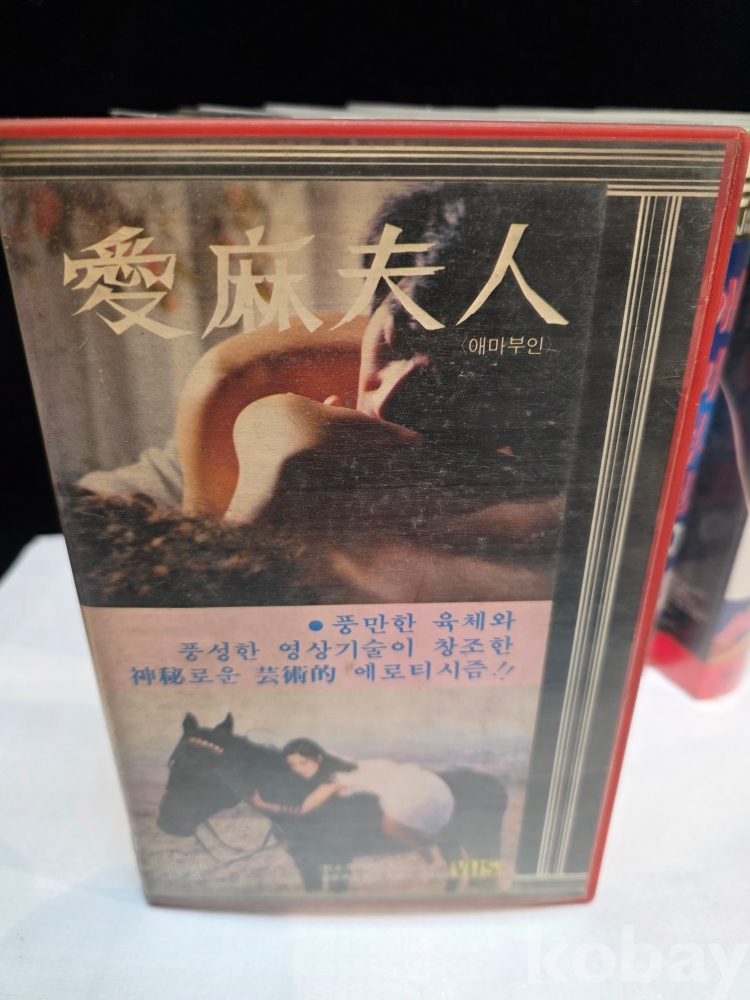 愛麻夫人
〈애마부인〉
●풍만한 육체와
풍성한 영상기술이 창조한
神秘로운 芸術的 에로티시즘!!
VHS
kobay